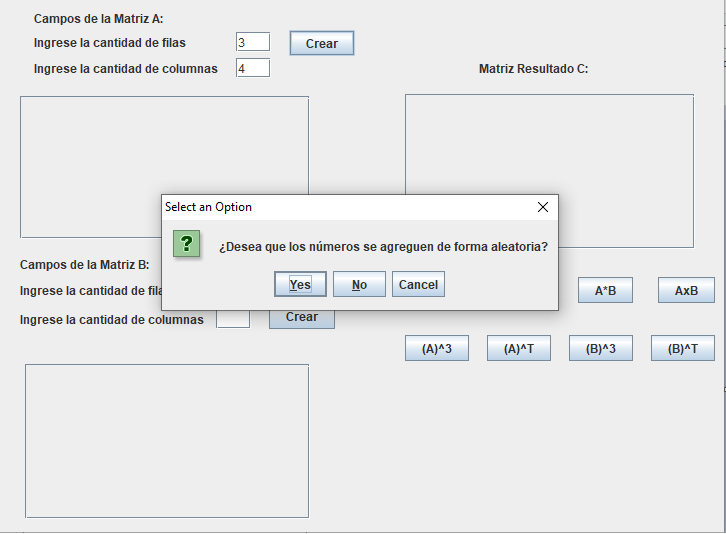 Campos de la Matriz A:
Ingrese la cantidad de filas
3
Crear
Ingrese la cantidad de columnas
4
Matriz Resultado C:
Select an Option
?
¿Desea que los números se agreguen de forma aleatoria?
Yes
No
Cancel
Campos de la Matriz B:
Ingrese la cantidad de
Ingrese la cantidad de columnas
Crear
A*B
AxB
(A)^3
(A)^T
(B)^3
(B)^T